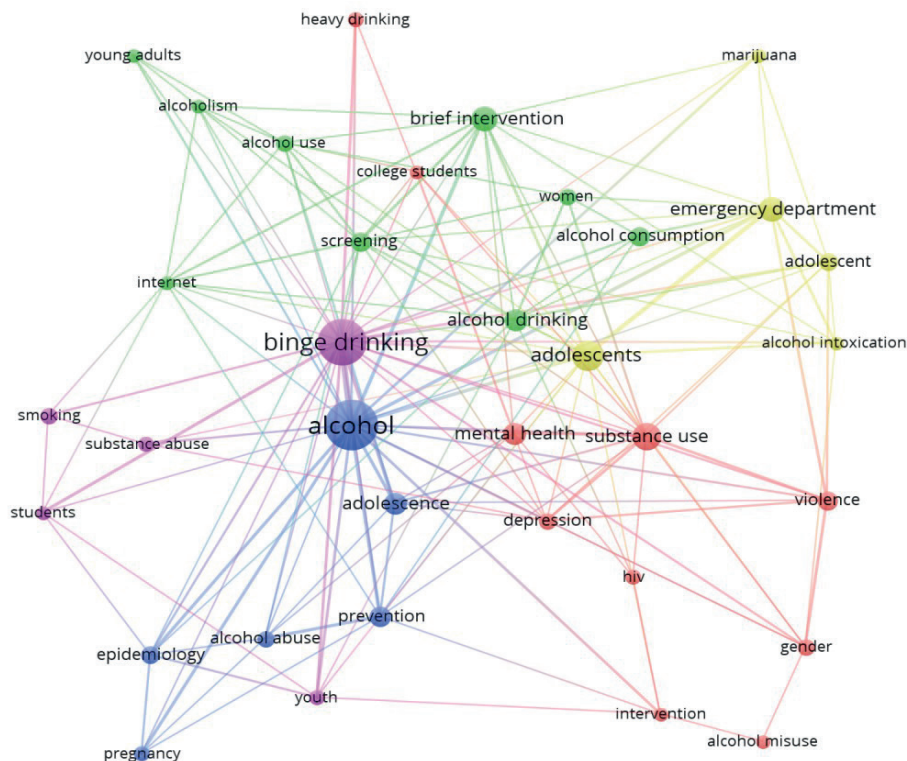 heavy drinking
young adults
marijuana
alcoholism
brief intervention
alcohol use
college students
women
emergency department
screening
alcohol consumption
adolescent
internet
alcohol drinking
binge drinking
adolescents
alcohol intoxication
smoking
alcohol
substance abuse
mental health
substance use
students
adolescence
depression
violence
hiv
prevention
alcohol abuse
epidemiology
gender
youth
intervention
alcohol misuse
pregnancy